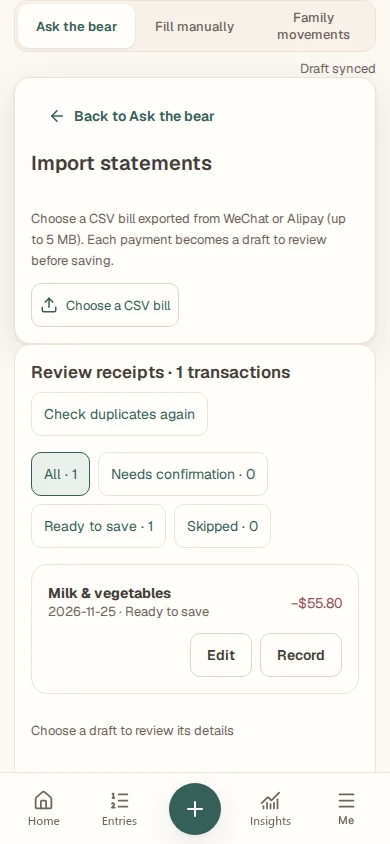 Ask the bear
Fill manually
Family
movements
Draft synced
Back to Ask the bear
Import statements
Choose a CSV bill exported from WeChat or Alipay (up
to 5 MB). Each payment becomes a draft to review
before saving.
Choose a CSV bill
Review receipts · 1 transactions
Check duplicates again
All · 1
Needs confirmation · 0
Ready to save · 1
Skipped · 0
Milk & vegetables
2026-11-25 · Ready to save
−$55.80
Edit
Record
Choose a draft to review its details
Home
Entries
Insights
Me